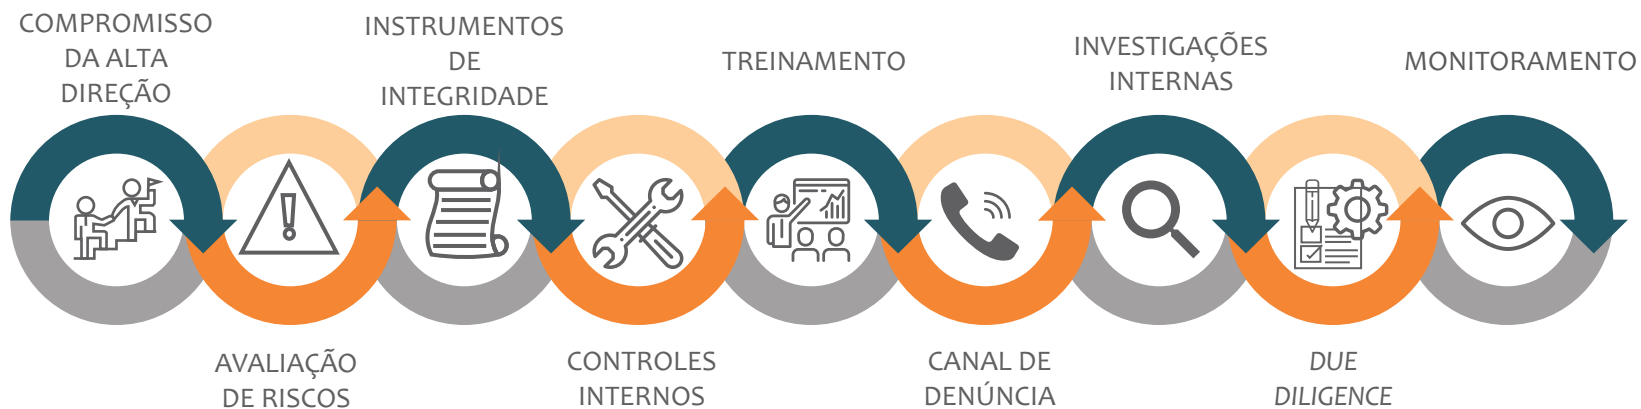 COMPROMISSO
DA ALTA
DIREÇÃO
AVALIAÇÃO
DE RISCOS
INSTRUMENTOS
DE
INTEGRIDADE
CONTROLES
INTERNOS
TREINAMENTO
CANAL DE
DENÚNCIA
INVESTIGAÇÕES
INTERNAS
DUE
DILIGENCE
MONITORAMENTO